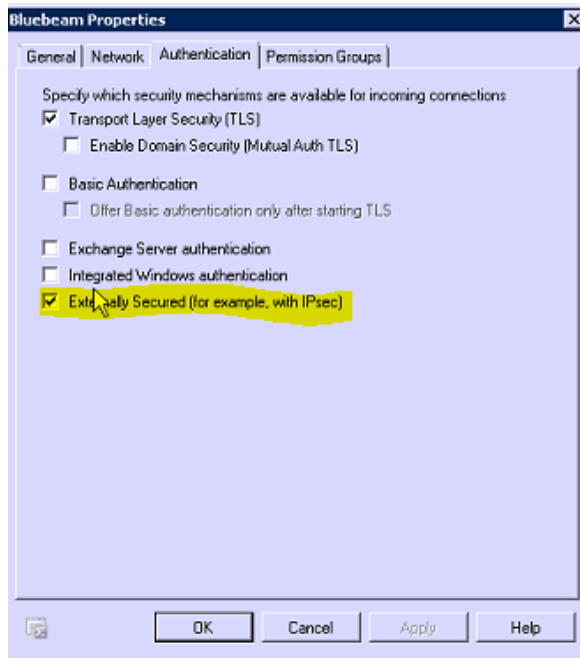 Bluebeam Properties
General Network Authentication Permission Groups
Specify which security mechanisms are available for incoming connections
Transport Layer Security (TLS)
Enable Domain Security (Mutual Auth TLS)
Basic Authentication
Offer Basic authentication only after starting TLS
Exchange Server authentication
Integrated Windows authentication
Externally Secured (for example, with IPsec)
OK Cancel Apply Help